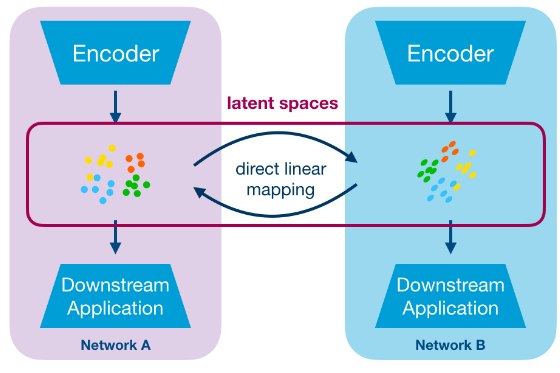 Encoder
Encoder
latent spaces
direct linear
mapping
Downstream
Application
Downstream
Application
Network A
Network B